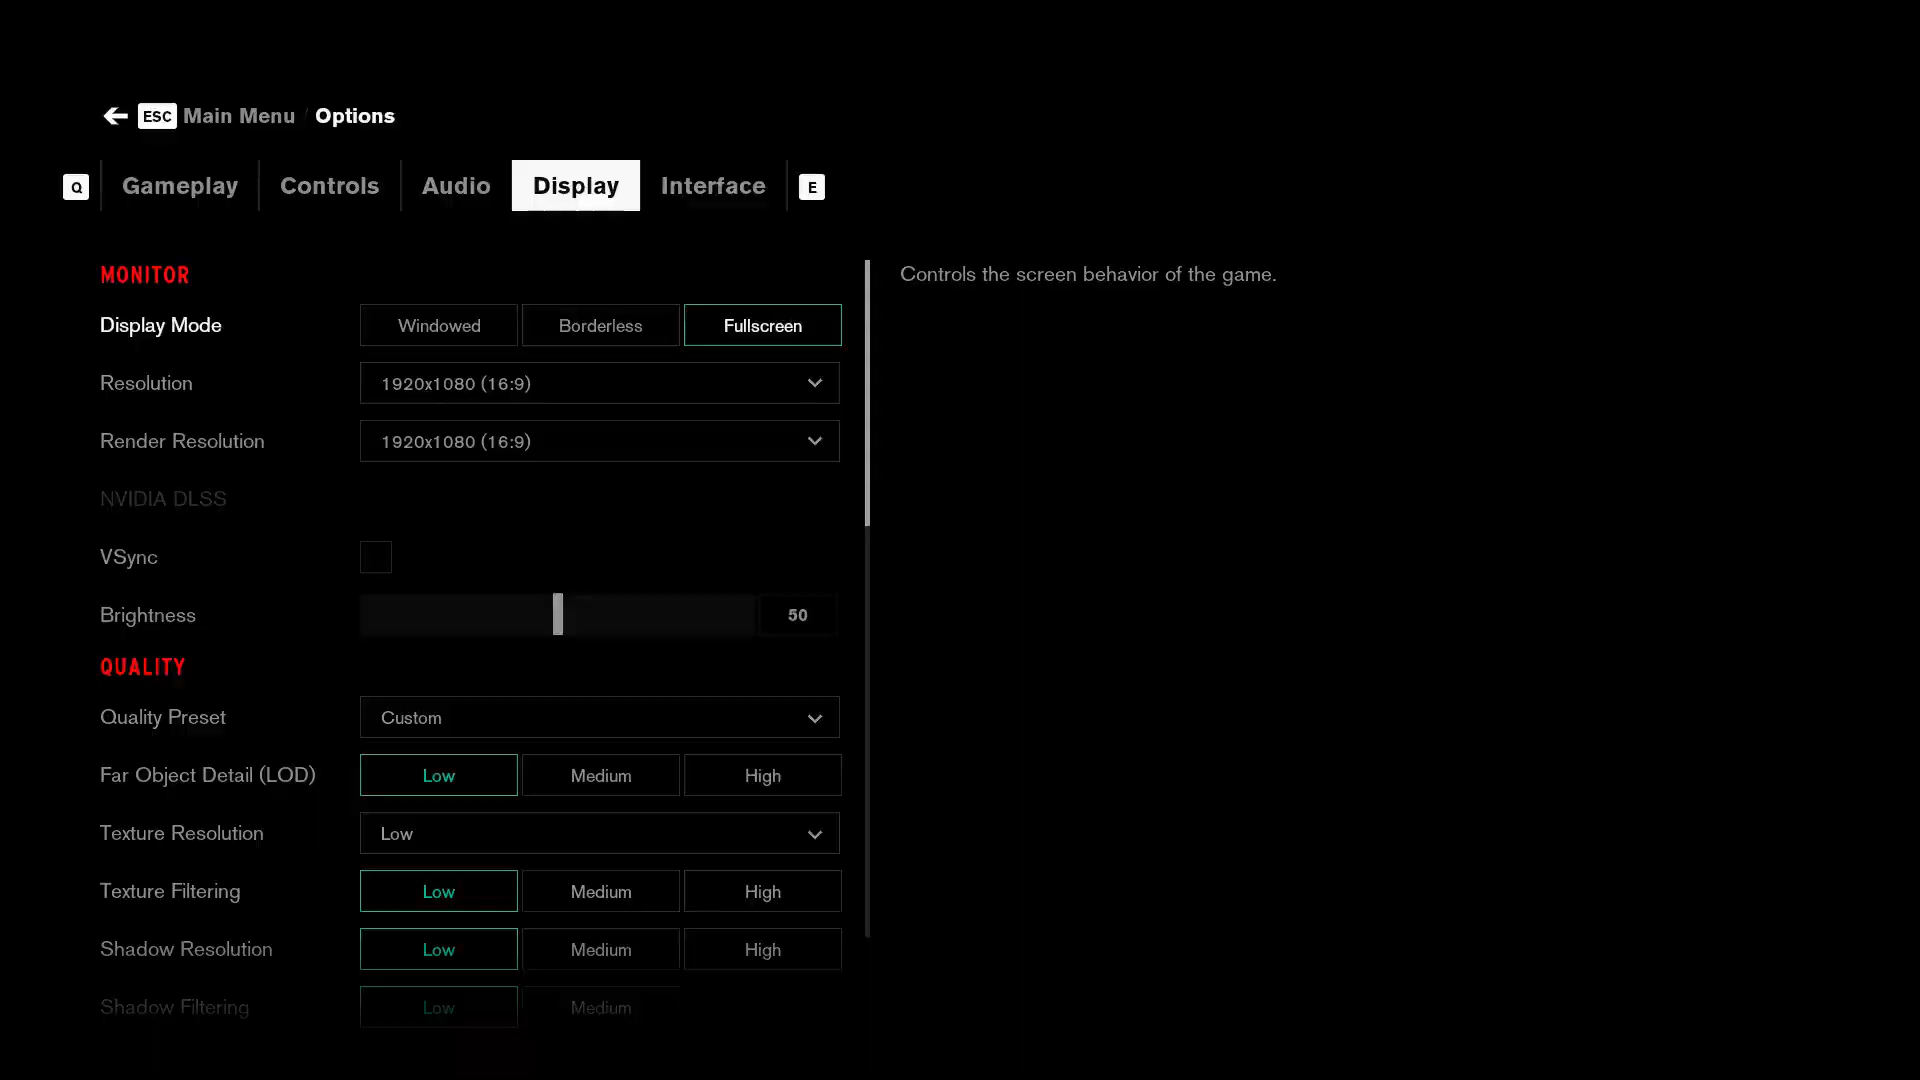 ESC Main Menu / Options
Q Gameplay Controls Audio Display Interface E
MONITOR
Controls the screen behavior of the game.
Display Mode Windowed Borderless Fullscreen
Resolution 1920x1080 (16:9)
Render Resolution 1920x1080 (16:9)
NVIDIA DLSS
VSync
Brightness 50
QUALITY
Quality Preset Custom
Far Object Detail (LOD) Low Medium High
Texture Resolution Low
Texture Filtering Low Medium High
Shadow Resolution Low Medium High
Shadow Filtering Low Medium